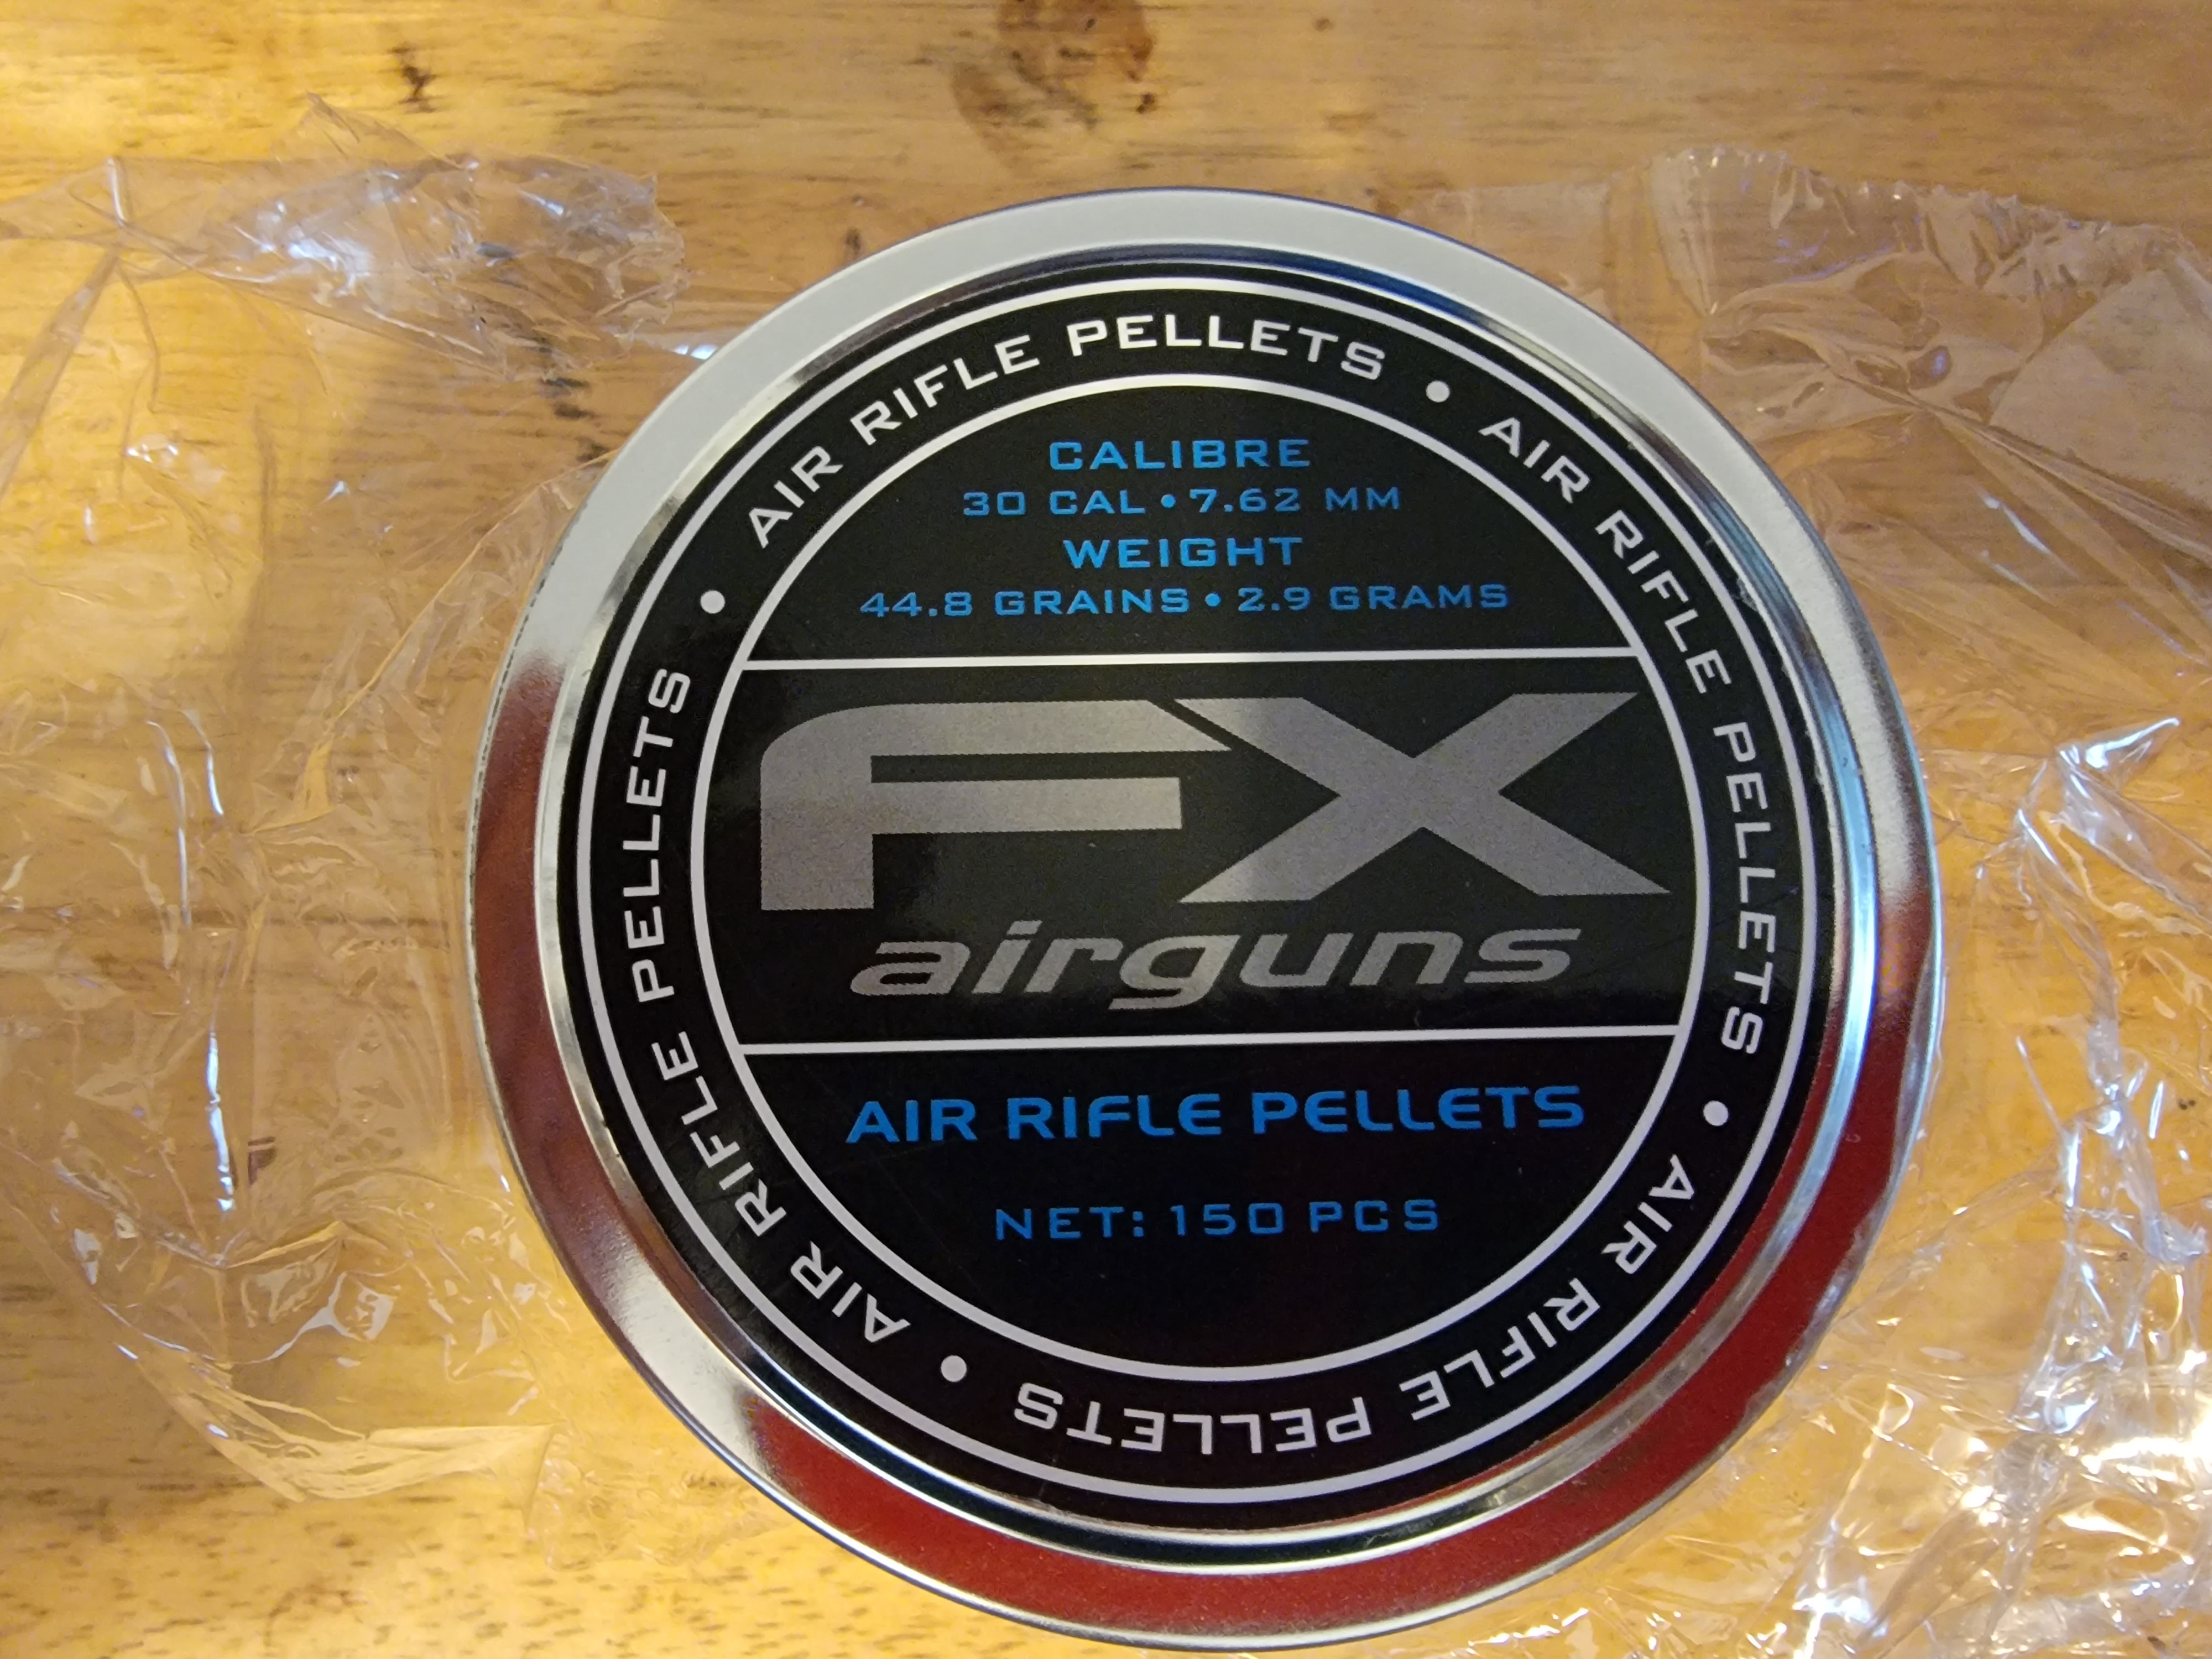 AIR RIFLE PELLETS • AIR RIFLE PELLETS • AIR RIFLE PELLETS • AIR RIFLE PELLETS •
CALIBRE
30 CAL • 7.62 MM
WEIGHT
44.8 GRAINS • 2.9 GRAMS
FX
airguns
AIR RIFLE PELLETS
NET: 150 PCS